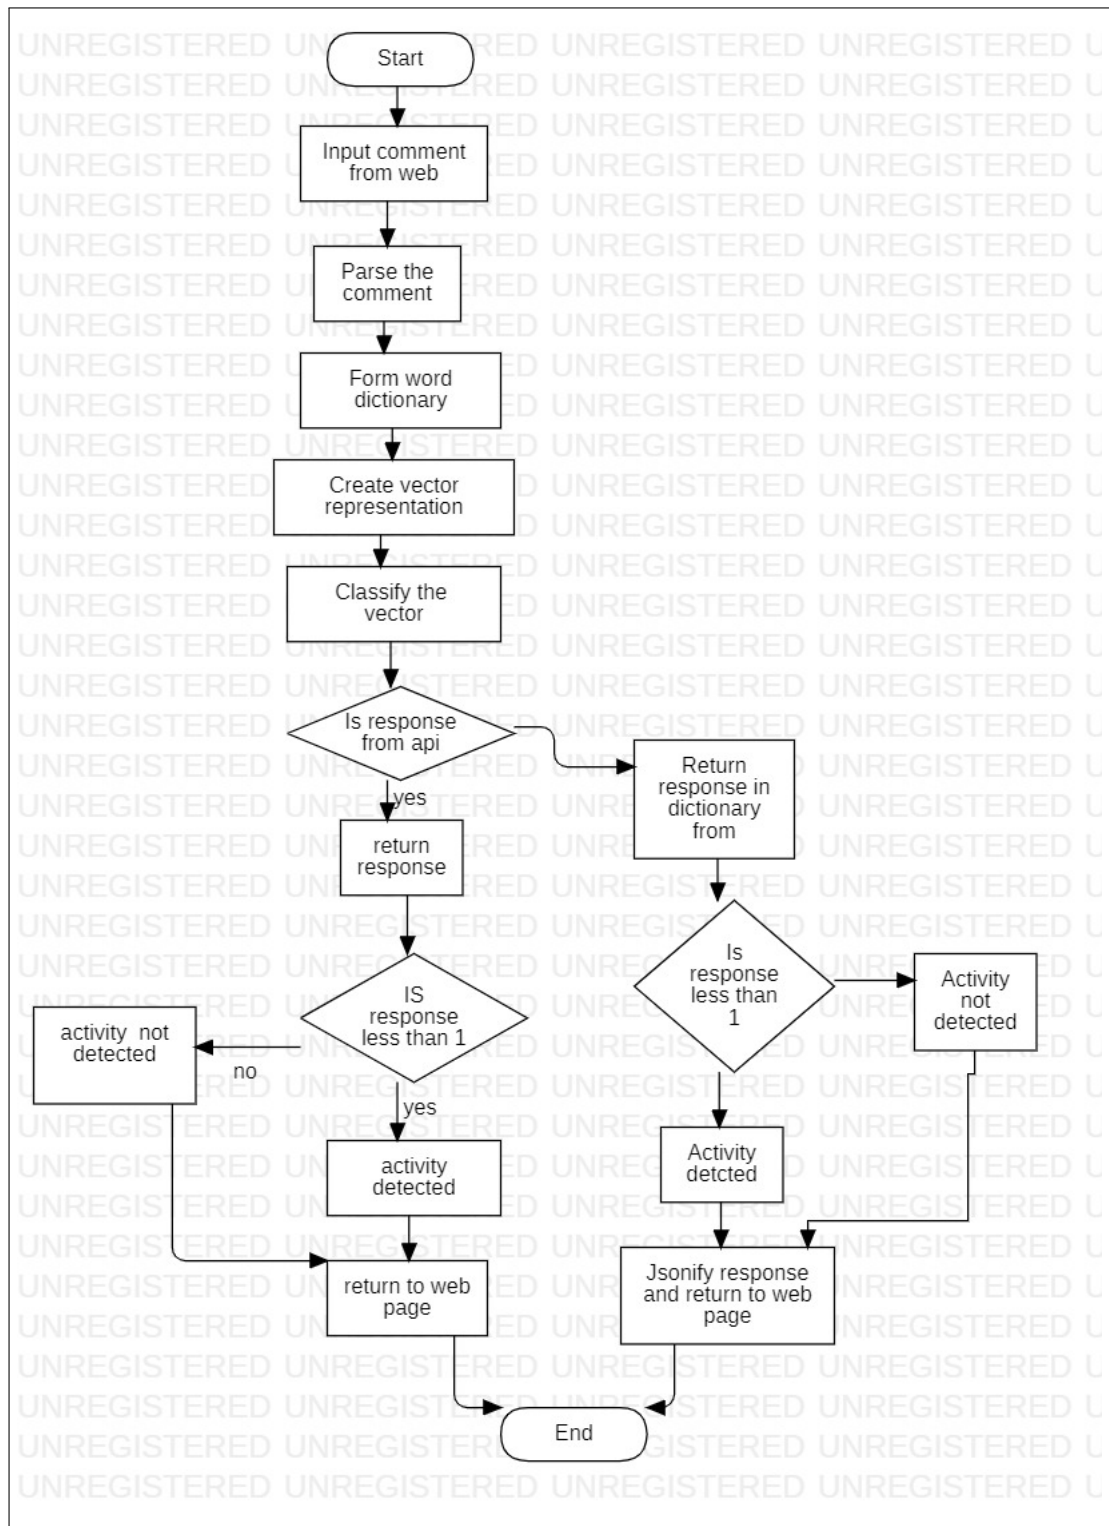 Start
Input comment
from web
Parse the
comment
Form word
dictionary
Create vector
representation
Classify the
vector
Is response
from api
yes
return
response
Return
response in
dictionary
from
IS
response
less than 1
no
yes
activity  not
detected
activity
detected
return to web
page
Is
response
less than
1
Activity
not
detected
Activity
detcted
Jsonify response
and return to web
page
End
UNREGISTERED